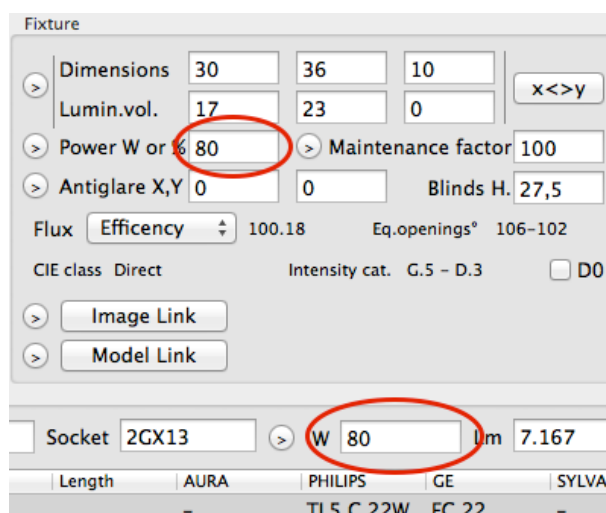 Fixture
Dimensions 30 36 10
x<>y
Lumin.vol. 17 23 0
> Power W or % 80 > Maintenance factor 100
> Antiglare X,Y 0 0 Blinds H. 27,5
Flux Efficency 100.18 Eq.openings° 106-102
CIE class Direct Intensity cat. G.5 - D.3 D0
> Image Link
> Model Link
Socket 2GX13 > W 80 Lm 7.167
Length AURA PHILIPS GE SYLVA
- TL5 C 22W FC 22 -